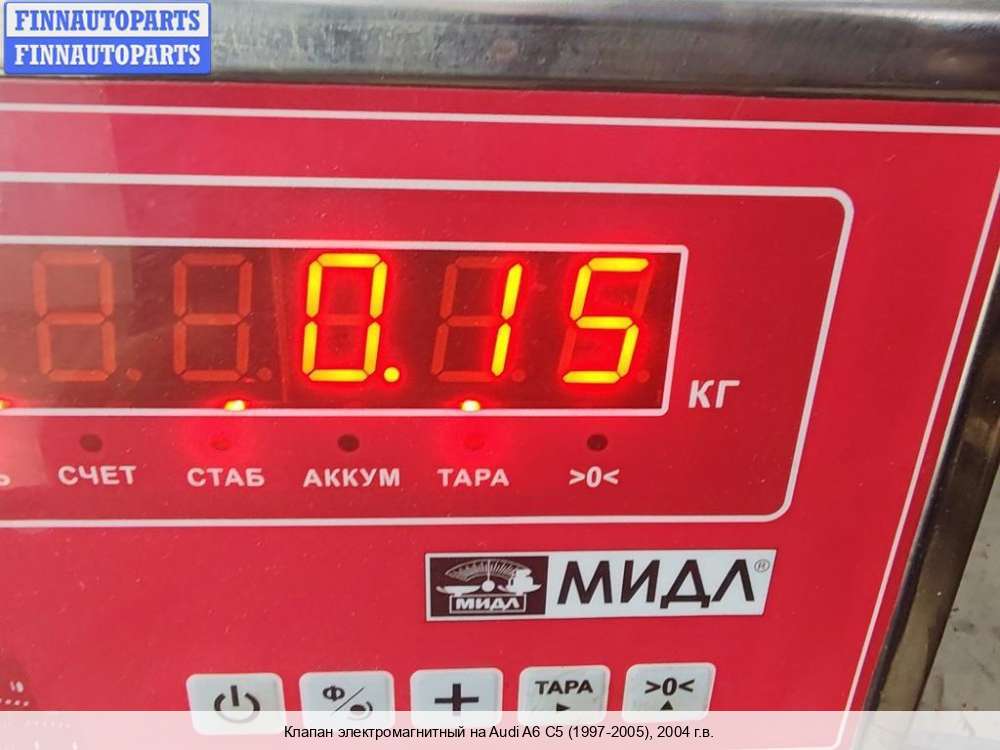 FINNAUTOPARTS
FINNAUTOPARTS
0.15
КГ
СЧЕТ СТАБ АККУМ ТАРА >0<
МИДЛ МИДЛ®
Ф + ТАРА >0<
Клапан электромагнитный на Audi A6 C5 (1997-2005), 2004 г.в.